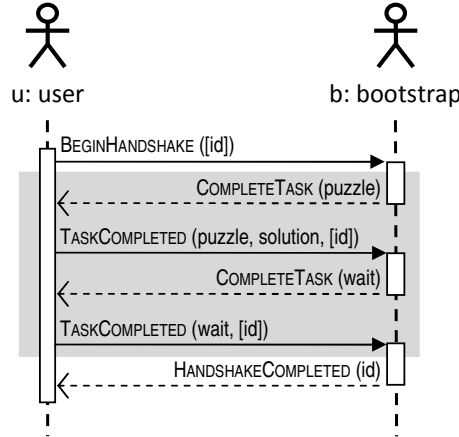 u: user
b: bootstrap
BEGINHANDSHAKE ([id])
COMPLETETASK (puzzle)
TASKCOMPLETED (puzzle, solution, [id])
COMPLETETASK (wait)
TASKCOMPLETED (wait, [id])
HANDSHAKECOMPLETED (id)